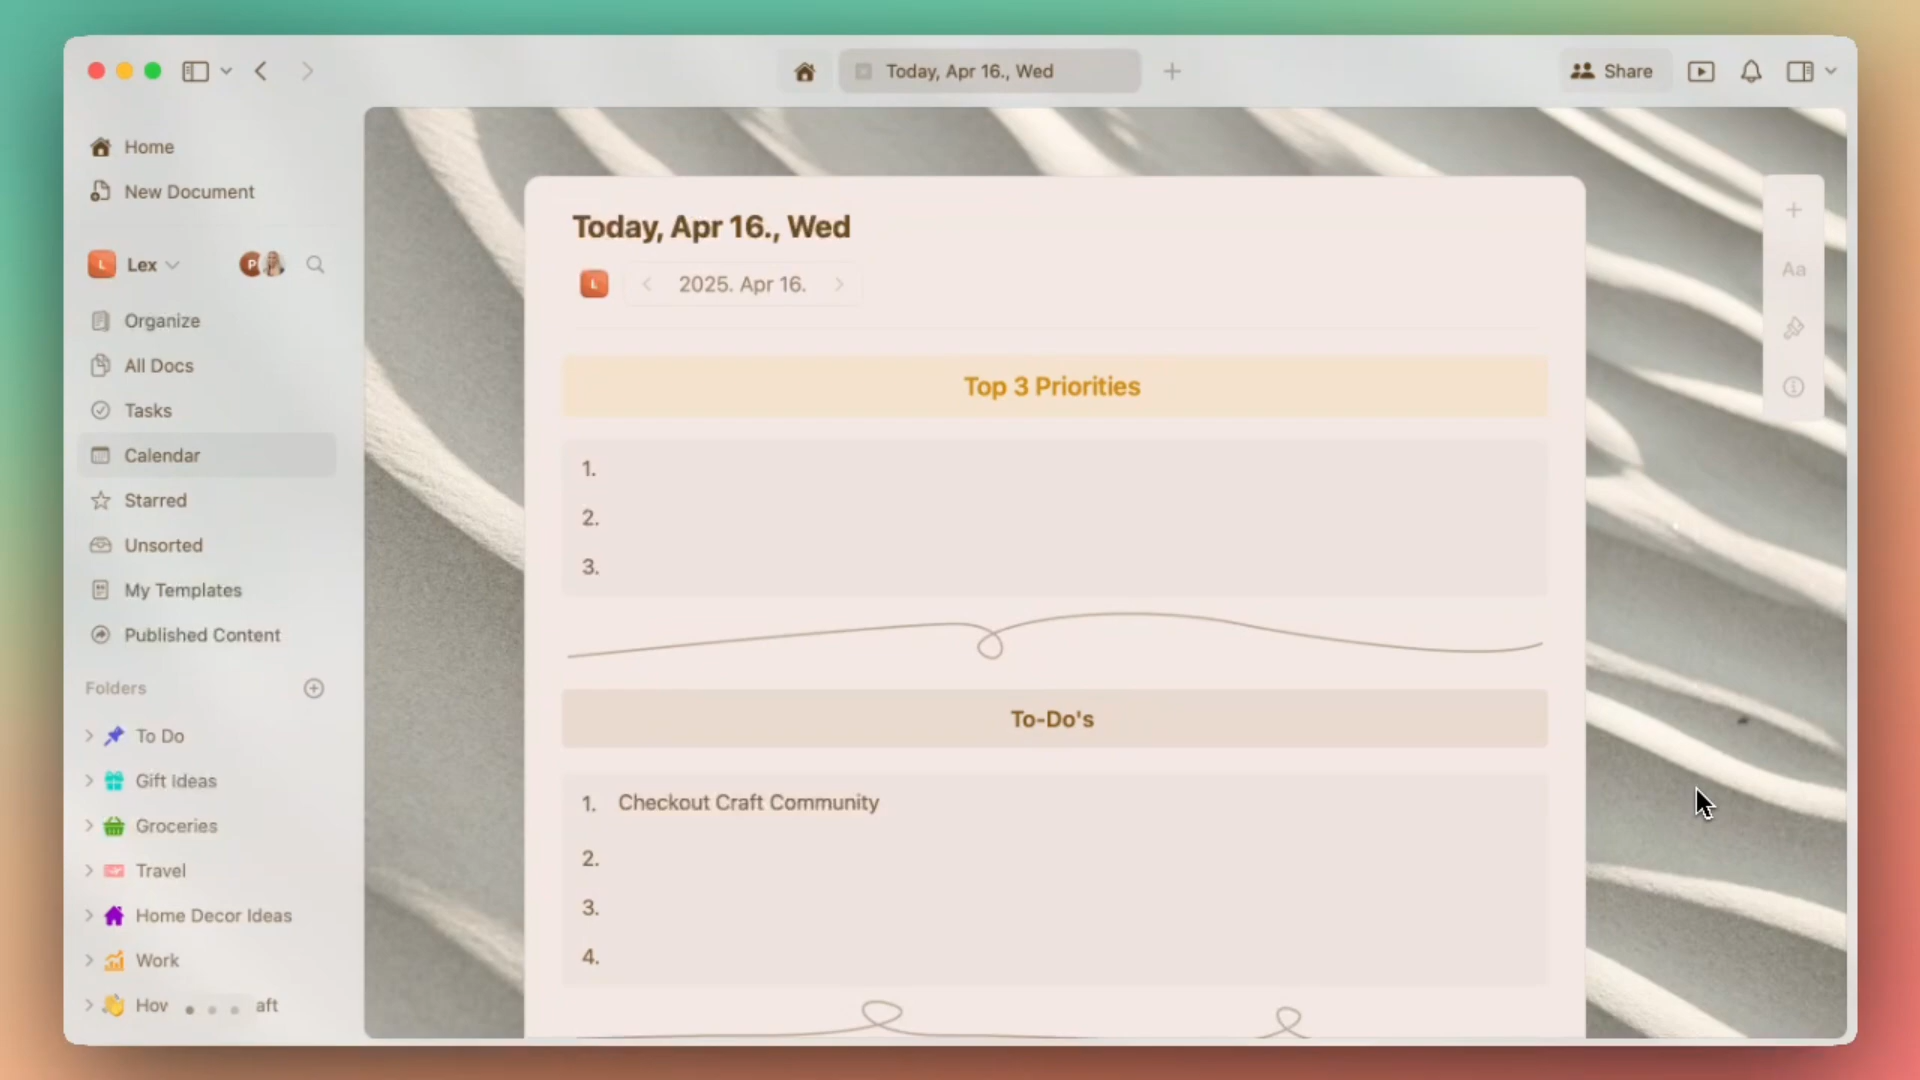 Today, Apr 16., Wed
Share
Home
New Document
L Lex P
Organize
All Docs
Tasks
Calendar
Starred
Unsorted
My Templates
Published Content
Folders
To Do
Gift Ideas
Groceries
Travel
Home Decor Ideas
Work
Hov aft
Today, Apr 16., Wed
L 2025. Apr 16.
Top 3 Priorities
1.
2.
3.
To-Do's
1. Checkout Craft Community
2.
3.
4.
Aa